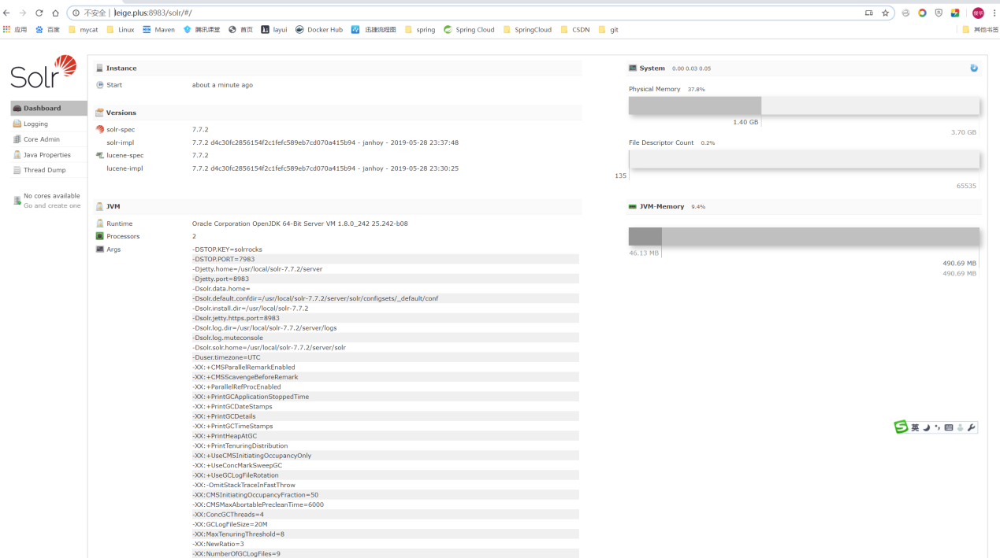 不安全 | leige.plus:8983/solr/#/
应用 百度 mycat Linux Maven 腾讯课堂 首页 layui Docker Hub 迅捷流程图 spring Spring Cloud SpringCloud CSDN git 其他书签
Solr
Dashboard
Logging
Core Admin
Java Properties
Thread Dump
No cores available
Go and create one
Instance
Start about a minute ago
Versions
solr-spec 7.7.2
solr-impl 7.7.2 d4c30fc2856154f2c1fefc589eb7cd070a415b94 - janhoy - 2019-05-28 23:37:48
lucene-spec 7.7.2
lucene-impl 7.7.2 d4c30fc2856154f2c1fefc589eb7cd070a415b94 - janhoy - 2019-05-28 23:30:25
JVM
Runtime Oracle Corporation OpenJDK 64-Bit Server VM 1.8.0_242 25.242-b08
Processors 2
Args -DSTOP.KEY=solrrocks
-DSTOP.PORT=7983
-Djetty.home=/usr/local/solr-7.7.2/server
-Djetty.port=8983
-Dsolr.data.home=
-Dsolr.default.confdir=/usr/local/solr-7.7.2/server/solr/configsets/_default/conf
-Dsolr.install.dir=/usr/local/solr-7.7.2
-Dsolr.jetty.https.port=8983
-Dsolr.log.dir=/usr/local/solr-7.7.2/server/logs
-Dsolr.log.muteconsole
-Dsolr.solr.home=/usr/local/solr-7.7.2/server/solr
-Duser.timezone=UTC
-XX:+CMSParallelRemarkEnabled
-XX:+CMSScavengeBeforeRemark
-XX:+ParallelRefProcEnabled
-XX:+PrintGCApplicationStoppedTime
-XX:+PrintGCDateStamps
-XX:+PrintGCDetails
-XX:+PrintGCTimeStamps
-XX:+PrintHeapAtGC
-XX:+PrintTenuringDistribution
-XX:+UseCMSInitiatingOccupancyOnly
-XX:+UseConcMarkSweepGC
-XX:+UseGCLogFileRotation
-XX:-OmitStackTraceInFastThrow
-XX:CMSInitiatingOccupancyFraction=50
-XX:CMSMaxAbortablePrecleanTime=6000
-XX:ConcGCThreads=4
-XX:GCLogFileSize=20M
-XX:MaxTenuringThreshold=8
-XX:NewRatio=3
-XX:NumberOfGCLogFiles=9
System 0.00 0.03 0.05
Physical Memory 37.8%
1.40 GB
3.70 GB
File Descriptor Count 0.2%
135
65535
JVM-Memory 9.4%
46.13 MB
490.69 MB
490.69 MB
英